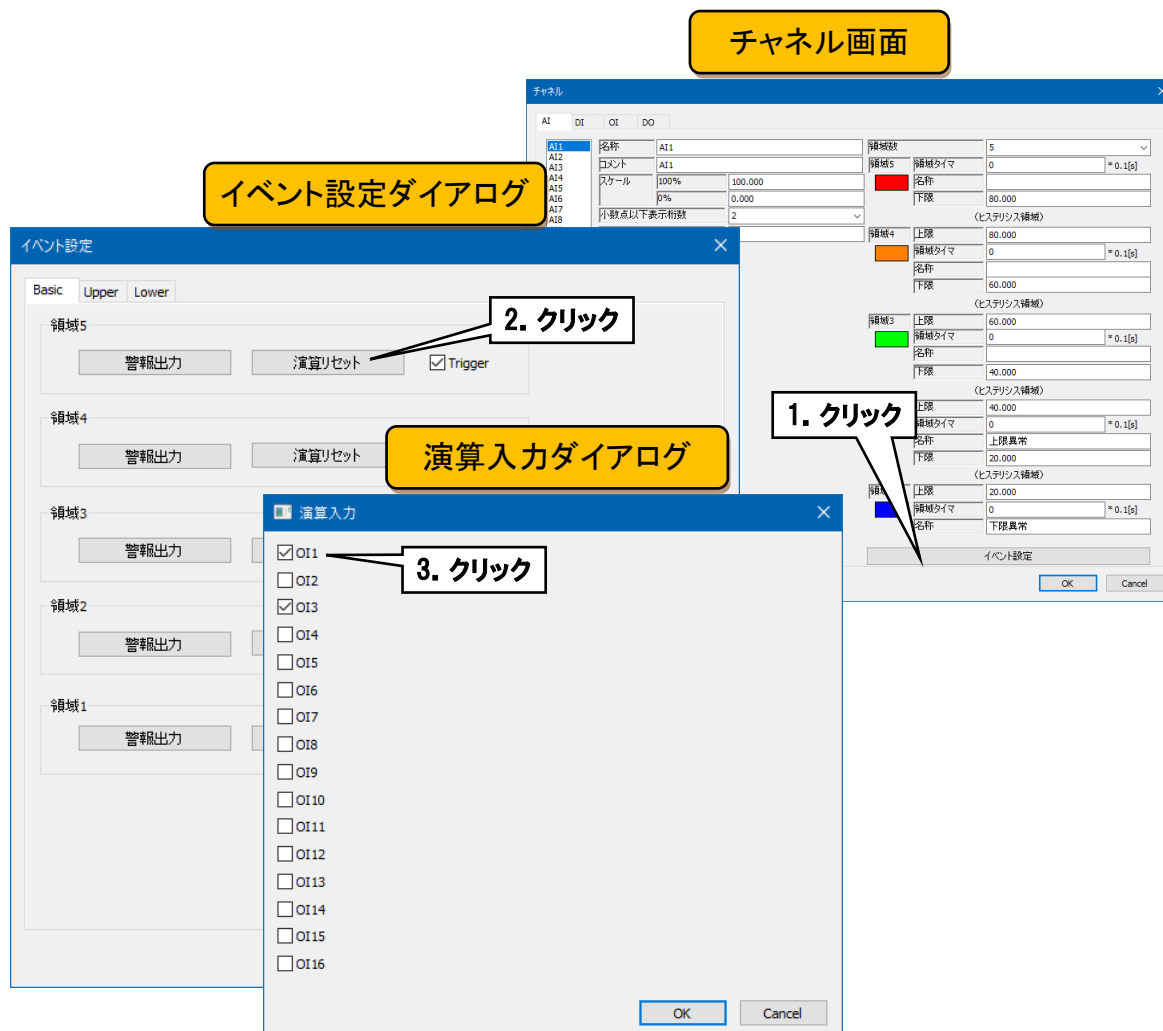 チャネル画面
チャネル
AI DI OI DO
AI1
AI2
AI3
AI4
AI5
AI6
AI7
AI8
名称 AI1
コメント AI1
スケール 100% 100.000
0% 0.000
小数点以下表示桁数 2
領域数 5
領域5 領域タイマ 0 * 0.1[s]
名称
下限 80.000
(ヒステリシス領域)
領域4 上限 80.000
領域タイマ 0 * 0.1[s]
名称
下限 60.000
(ヒステリシス領域)
領域3 上限 60.000
領域タイマ 0 * 0.1[s]
名称
下限 40.000
(ヒステリシス領域)
上限 40.000
領域タイマ 0 * 0.1[s]
名称 上限異常
下限 20.000
(ヒステリシス領域)
上限 20.000
領域タイマ 0 * 0.1[s]
名称 下限異常
イベント設定
OK Cancel
1. クリック
イベント設定ダイアログ
イベント設定
Basic Upper Lower
領域5
警報出力 演算リセット Trigger
2. クリック
領域4
警報出力 演算リセット
領域3
警報出力
領域2
警報出力
領域1
警報出力
演算入力ダイアログ
演算入力
OI1
OI2
OI3
OI4
OI5
OI6
OI7
OI8
OI9
OI10
OI11
OI12
OI13
OI14
OI15
OI16
3. クリック
OK Cancel